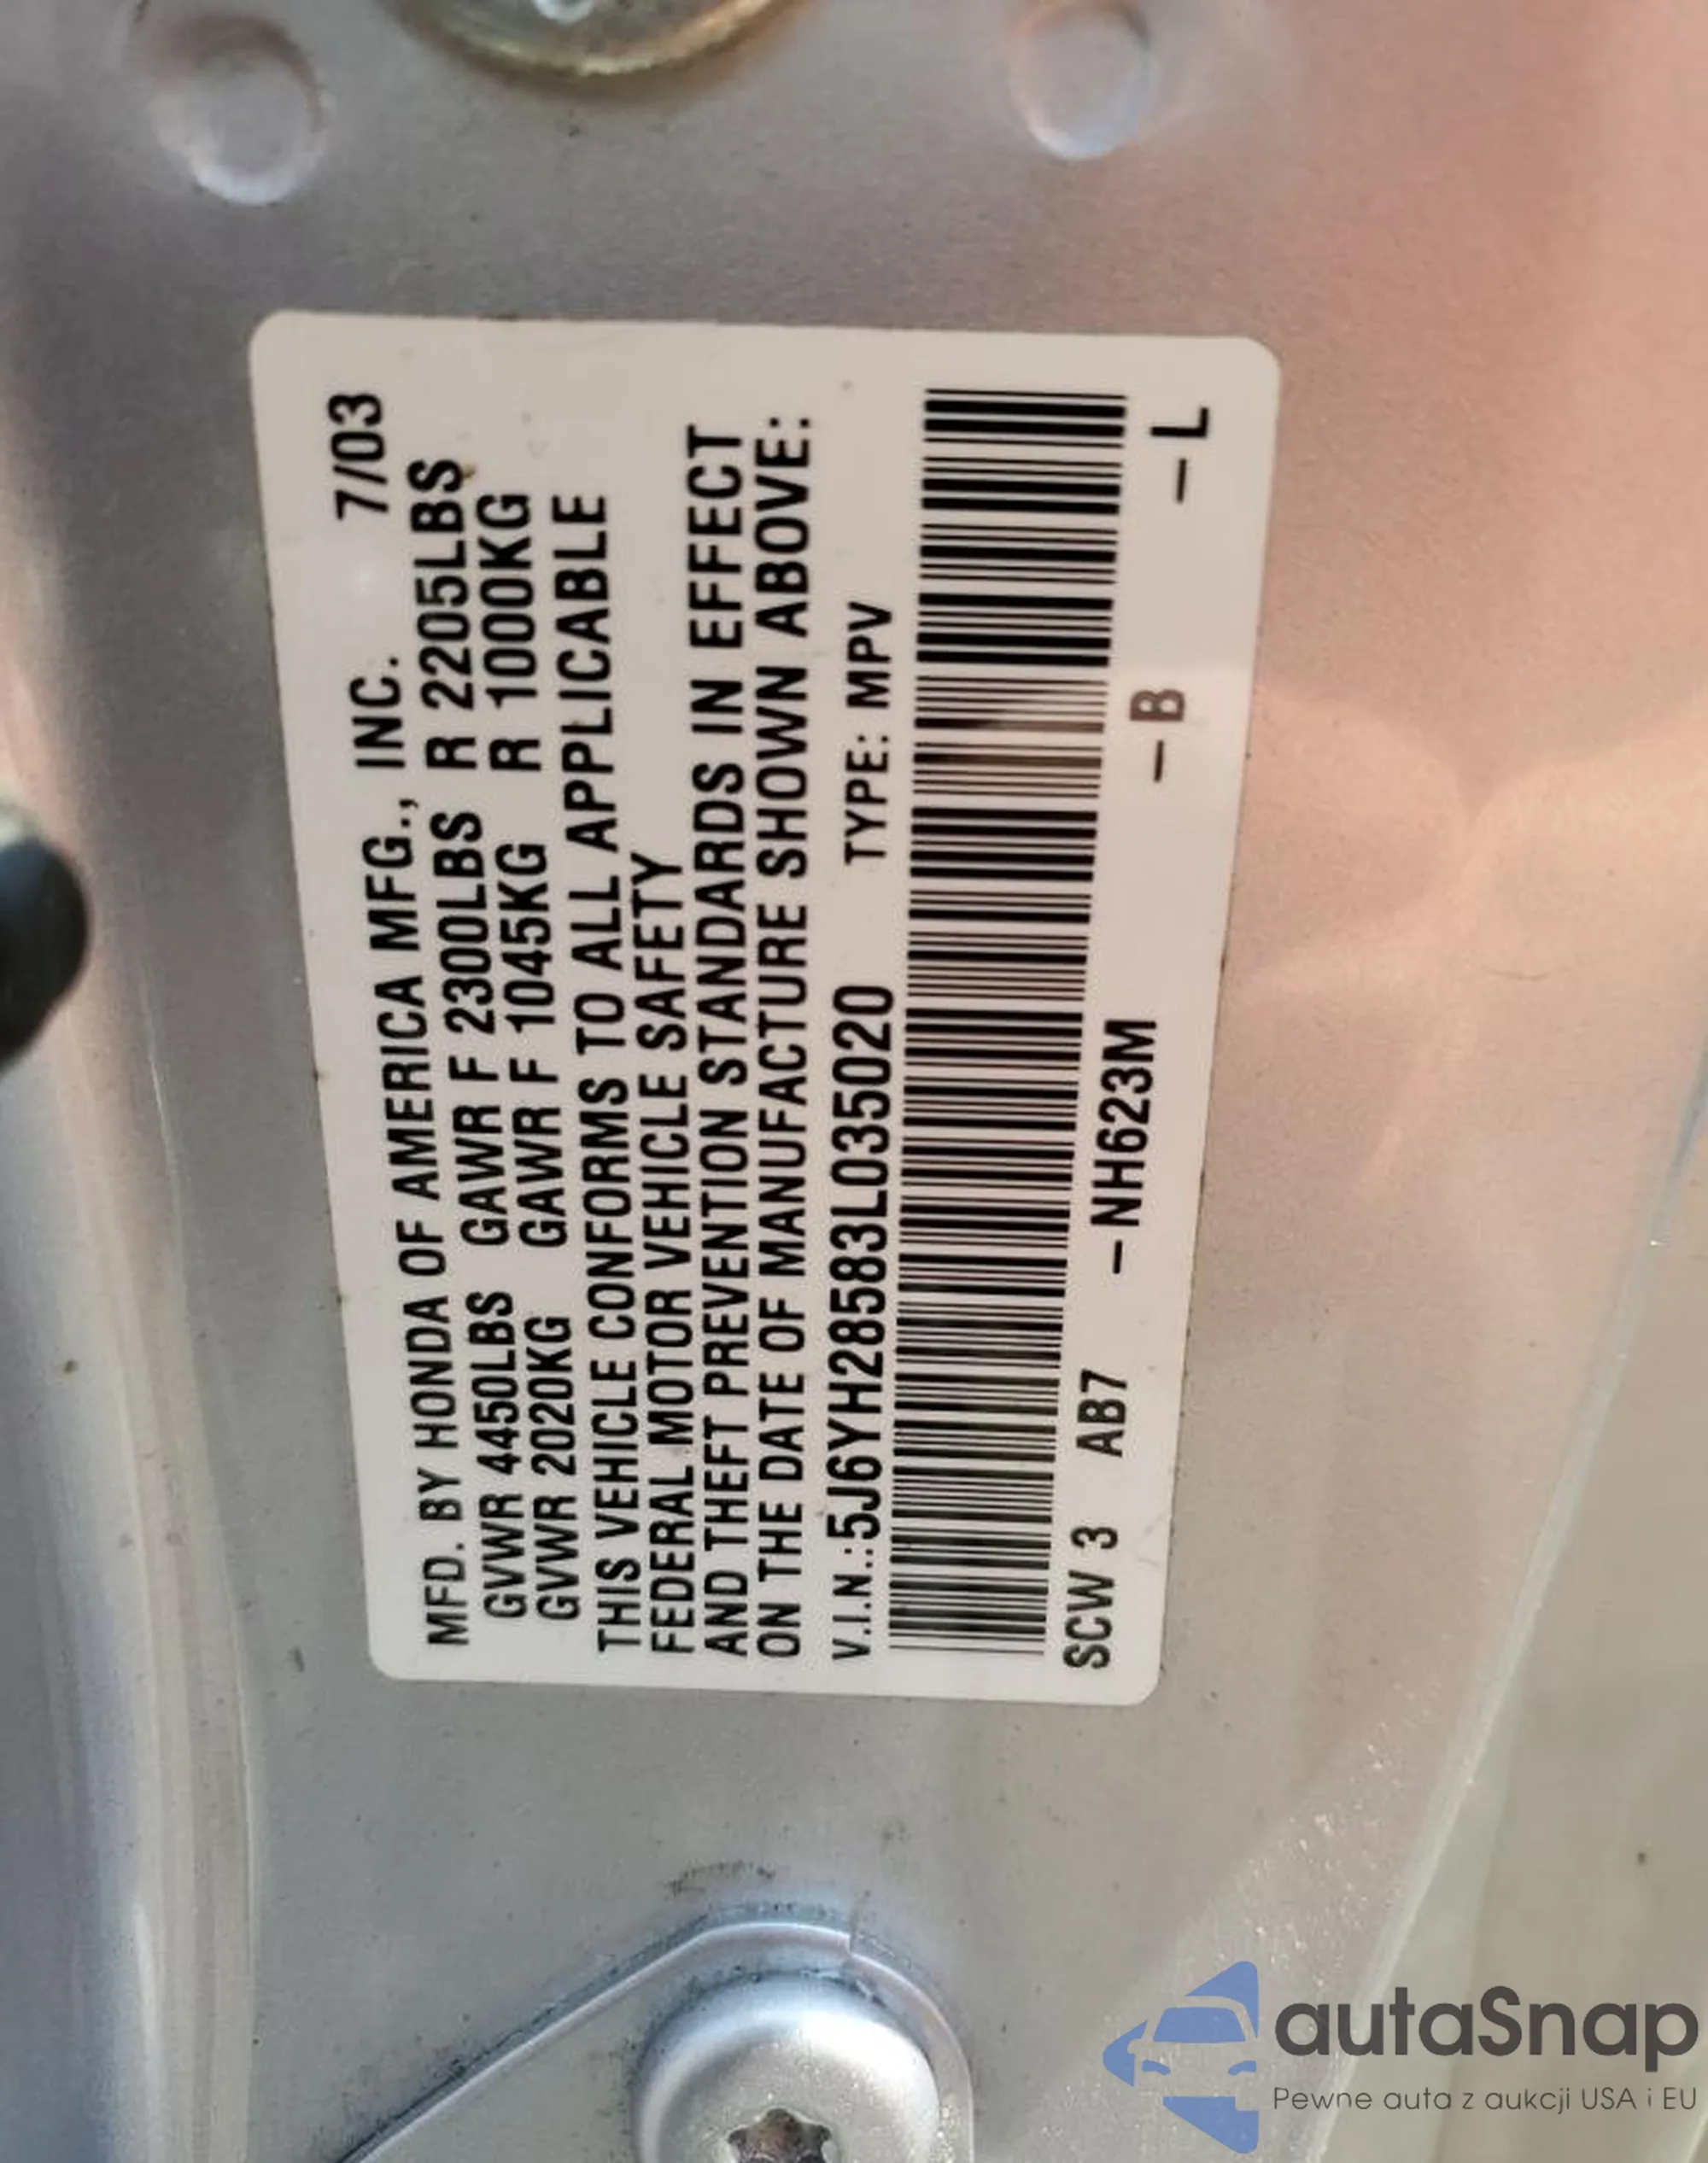 MFD. BY HONDA OF AMERICA MFG., INC. 7/03
GVWR 4450LBS GAWR F 2300LBS R 2205LBS
GVWR 2020KG GAWR F 1045KG R 1000KG
THIS VEHICLE CONFORMS TO ALL APPLICABLE
FEDERAL MOTOR VEHICLE SAFETY
AND THEFT PREVENTION STANDARDS IN EFFECT
ON THE DATE OF MANUFACTURE SHOWN ABOVE:
V.I.N.:5J6YH28583L035020 TYPE: MPV
SCW 3 AB7 –NH623M –B –L
autaSnap
Pewne auta z aukcji USA i EU